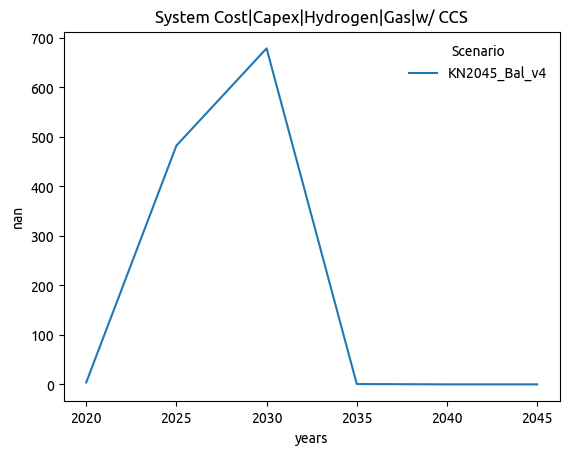 System Cost|Capex|Hydrogen|Gas|w/ CCS
Scenario
KN2045_Bal_v4
700
600
500
400
300
200
100
0
nan
2020 2025 2030 2035 2040 2045
years